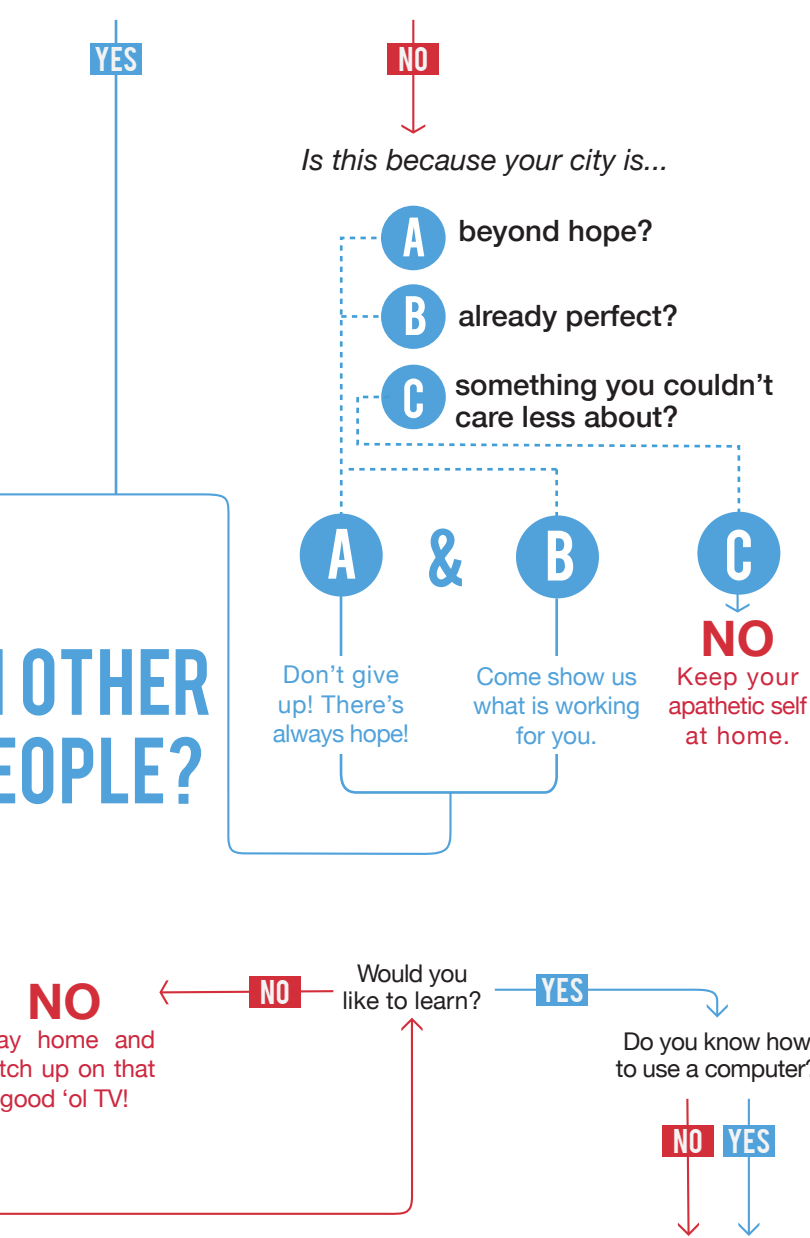 YES
NO
Is this because your city is...
A beyond hope?
B already perfect?
C something you couldn't
care less about?
A & B
C
OTHER
EOPLE?
Don't give
up! There's
always hope!
Come show us
what is working
for you.
NO
Keep your
apathetic self
at home.
NO
ay home and
tch up on that
good ‘ol TV!
NO
Would you
like to learn?
YES
Do you know how
to use a computer?
NO YES